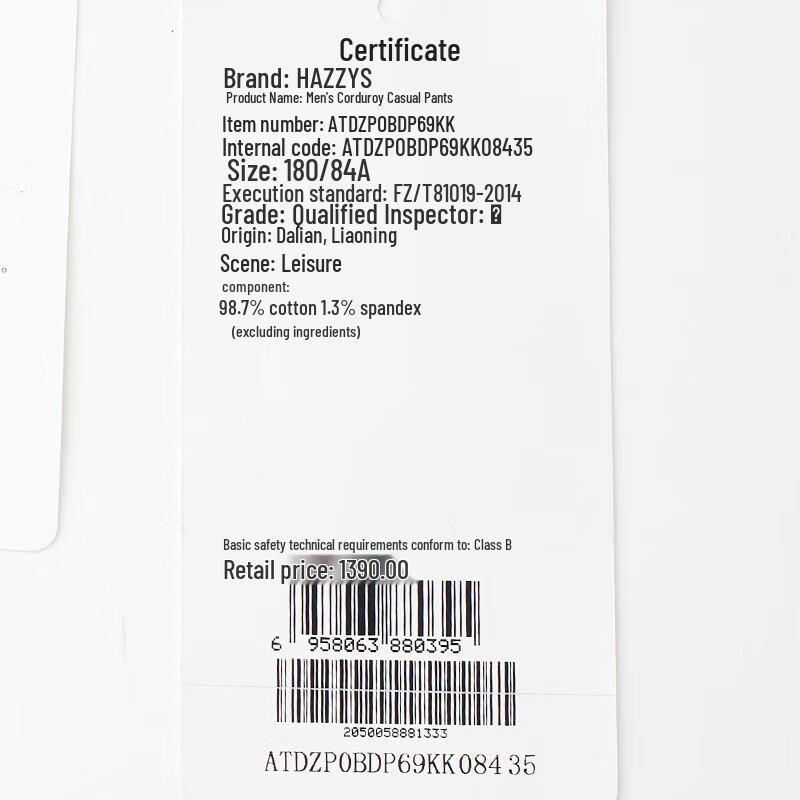 Certificate
Brand: HAZZYS
Product Name: Men's Corduroy Casual Pants
Item number: ATDZP0BDP69KK
Internal code: ATDZP0BDP69KK08435
Size: 180/84A
Execution standard: FZ/T81019-2014
Grade: Qualified Inspector:
Origin: Dalian, Liaoning
Scene: Leisure
component:
98.7% cotton 1.3% spandex
(excluding ingredients)
Basic safety technical requirements conform to: Class B
Retail price: 1390.00
6 958063 880395
2050058881333
ATDZP0BDP69KK08435